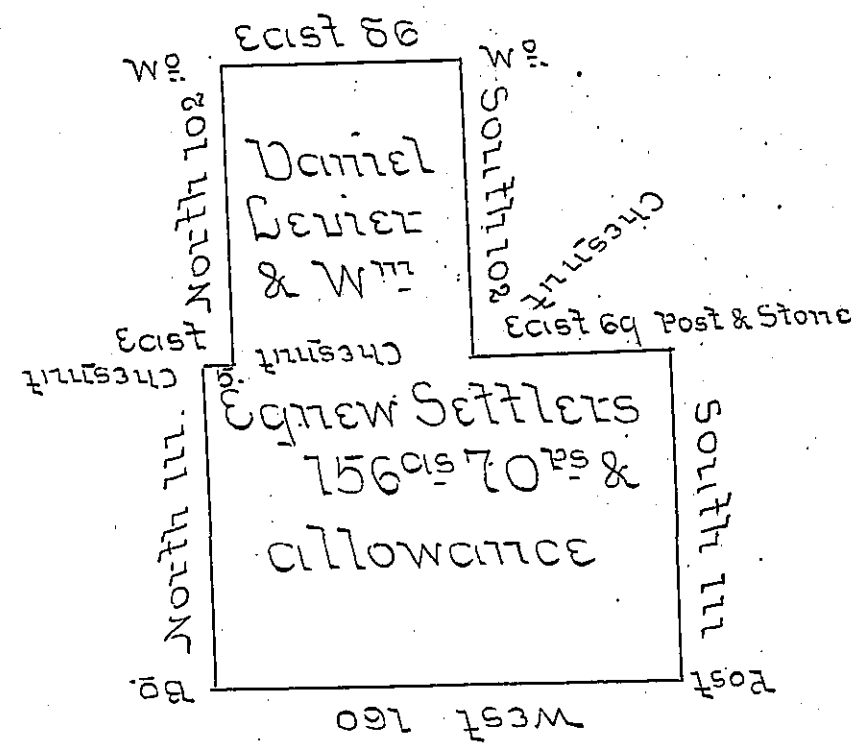 East 86
Wo.
Wo.
North 102
South 102
Daniel
Levier
& Wm
Chesnut
East 69 Post & Stone
East
Chesnut
5.
Chesnut
Egnew Settlers
156as 70ps &
allowance
North 111.
South 111
Bo.
Post
West 160